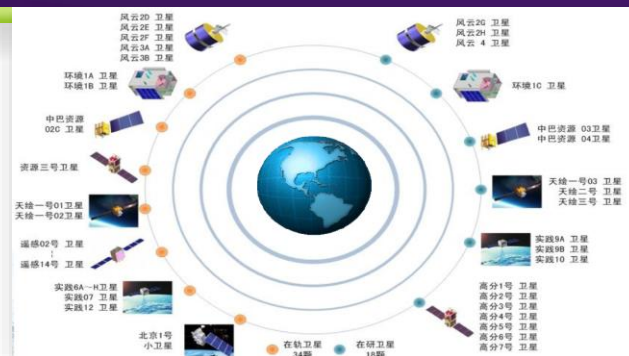 风云2D 卫星
风云2E 卫星
风云2F 卫星
风云3A 卫星
风云3B 卫星
环境1A 卫星
环境1B 卫星
中巴资源
02C 卫星
资源三号卫星
天绘一号01卫星
天绘一号02卫星
遥感02号 卫星
⋮
遥感14号 卫星
实践6A--H卫星
实践07 卫星
实践12 卫星
北京1号
小卫星
风云2G 卫星
风云2H 卫星
风云 4 卫星
环境1C 卫星
中巴资源 03卫星
中巴资源 04卫星
天绘一号03 卫星
天绘二号 卫星
天绘三号 卫星
实践9A 卫星
实践9B 卫星
实践10 卫星
高分1号 卫星
高分2号 卫星
高分3号 卫星
高分4号 卫星
高分5号 卫星
高分6号 卫星
高分7号 卫星
在轨卫星
34颗
在研卫星
18颗